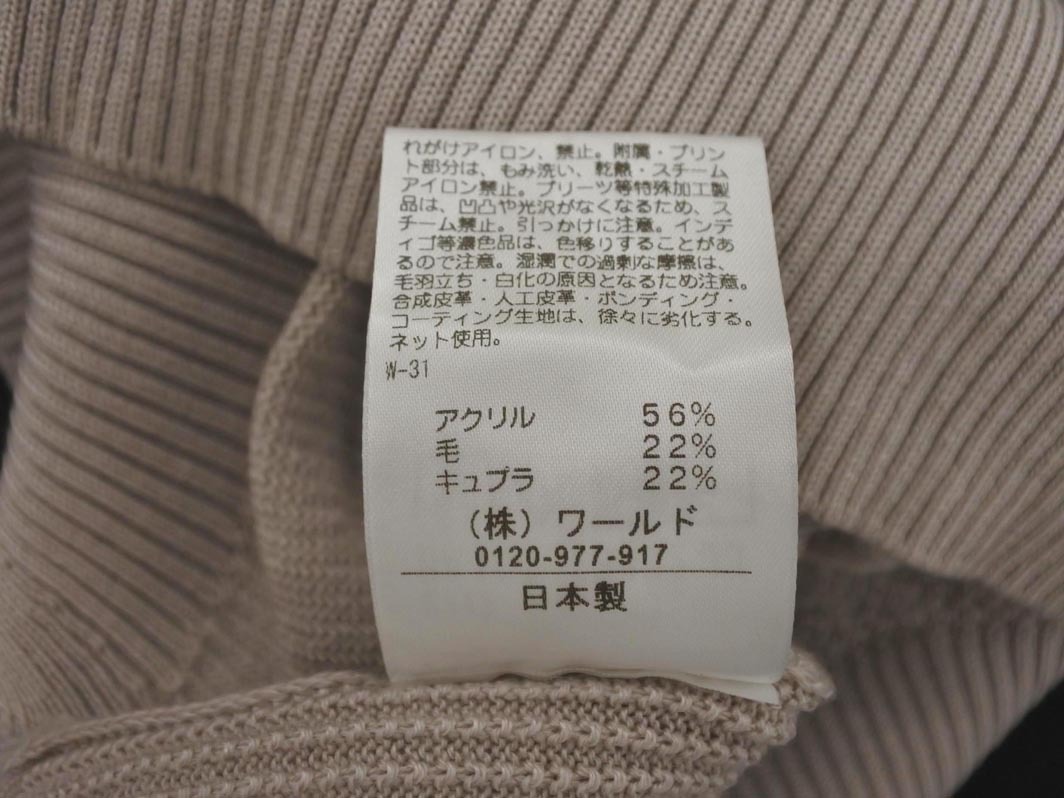 れがけアイロン、禁止。附属・プリン
ト部分は、もみ洗い、乾熱・スチーム
アイロン禁止。プリーツ等特殊加工製
品は、凹凸や光沢がなくなるため、ス
チーム禁止。引っかけに注意。インデ
ィゴ等濃色品は、色移りすることがあ
るので注意。湿潤での過剰な摩擦は、
毛羽立ち・白化の原因となるため注意。
合成皮革・人工皮革・ボンディング・
コーティング生地は、徐々に劣化する。
ネット使用。
W-31
アクリル 56%
毛 22%
キュプラ 22%
（株）ワールド
0120-977-917
日本製